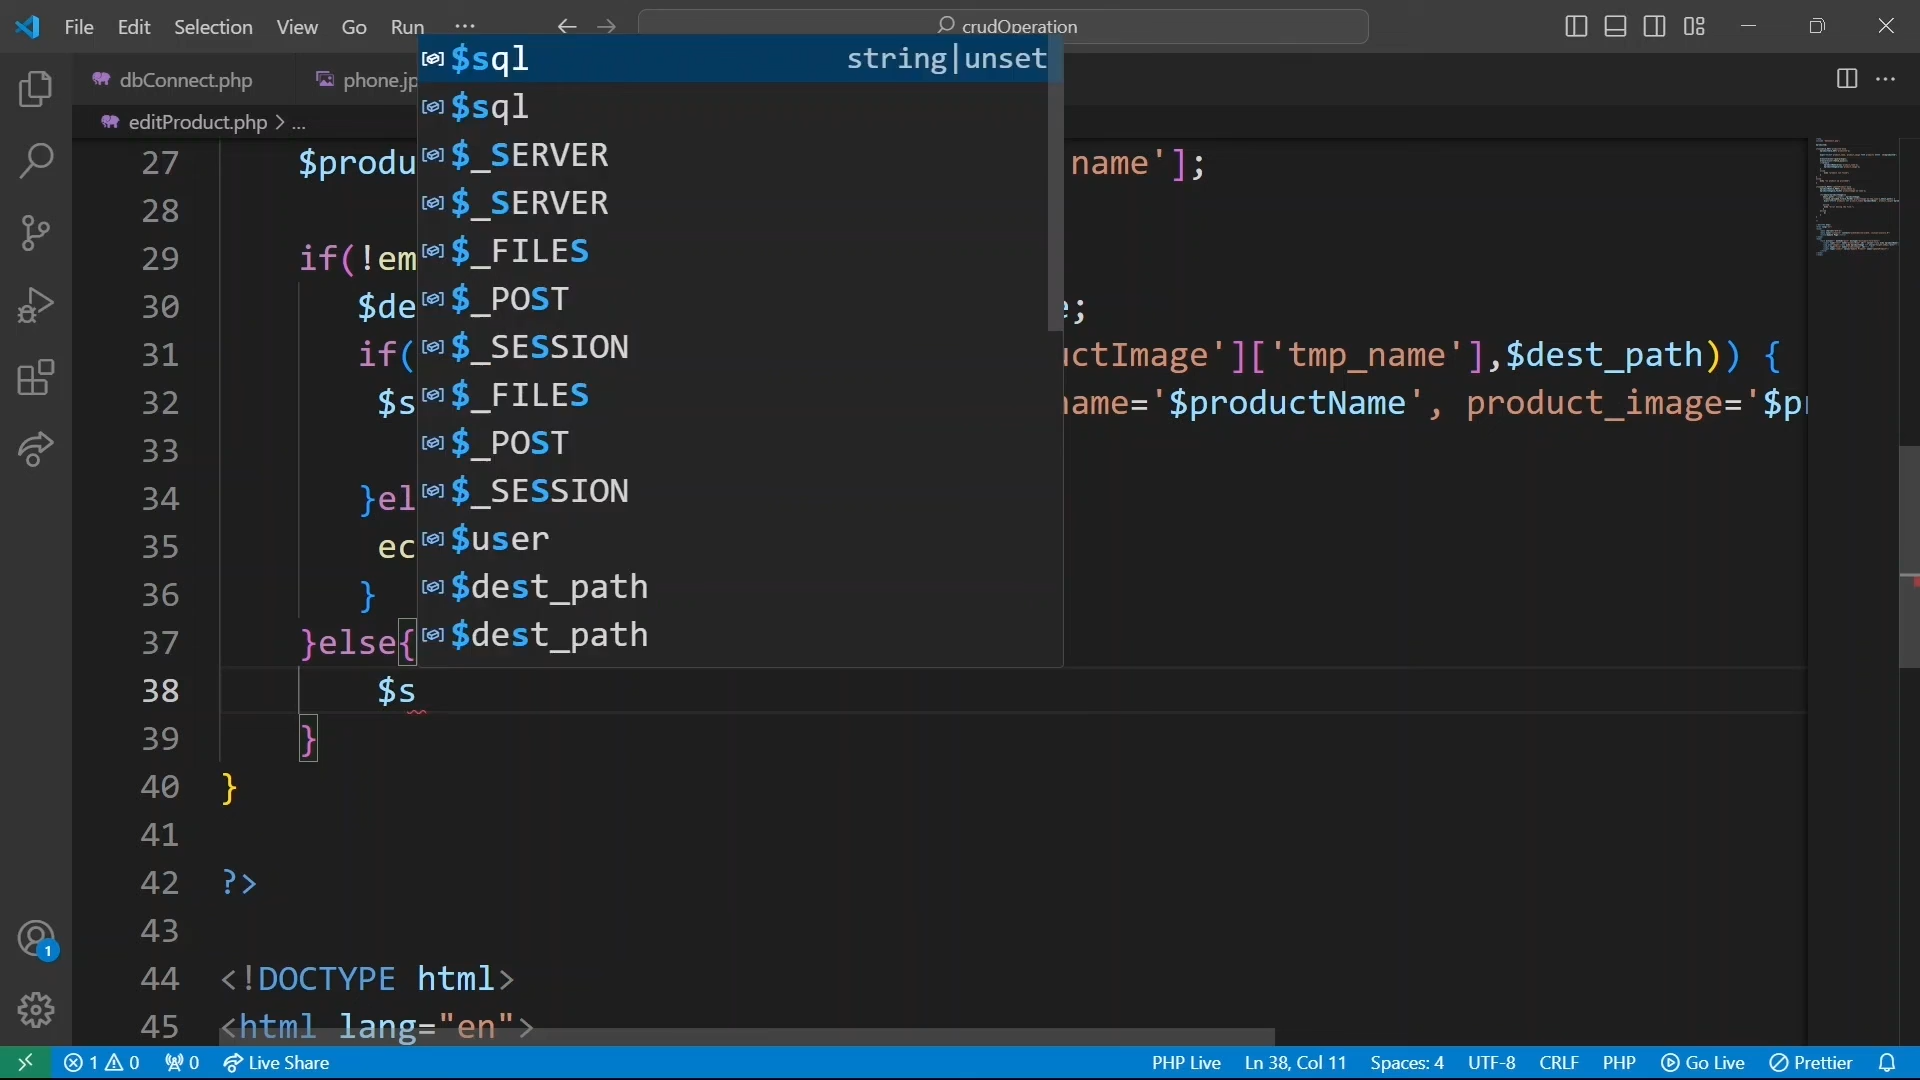 File Edit Selection View Go Run ··· crudOperation
dbConnect.php phone.jp
editProduct.php > ...
$sql string|unset
$sql
$_SERVER
$_SERVER
$_FILES
$_POST
$_SESSION
$_FILES
$_POST
$_SESSION
$user
$dest_path
$dest_path
27 $produ name'];
28
29 if(!em
30 $de ;
31 if( uctImage']['tmp_name'],$dest_path)) {
32 $s name='$productName', product_image='$p
33
34 }el
35 ec
36 }
37 }else{
38 $s
39 }
40 }
41
42 ?>
43
44 <!DOCTYPE html>
45 <html lang="en">
1
1 0 0 Live Share PHP Live Ln 38, Col 11 Spaces: 4 UTF-8 CRLF PHP Go Live Prettier